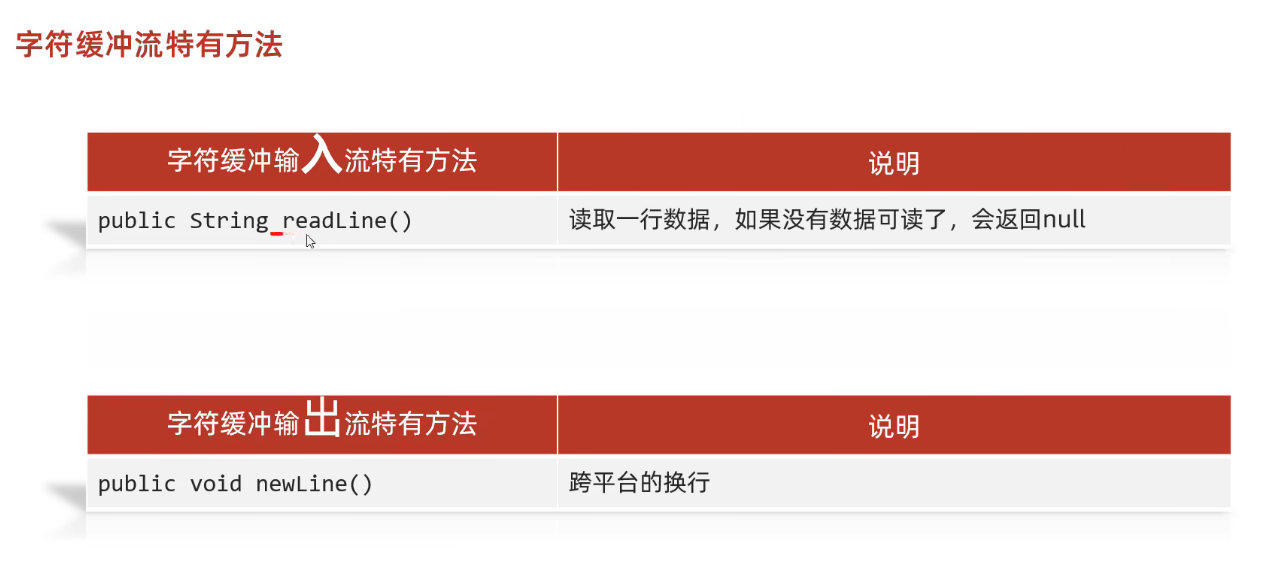 字符缓冲流特有方法
字符缓冲输入流特有方法 说明
public String readLine() 读取一行数据，如果没有数据可读了，会返回null
字符缓冲输出流特有方法 说明
public void newLine() 跨平台的换行